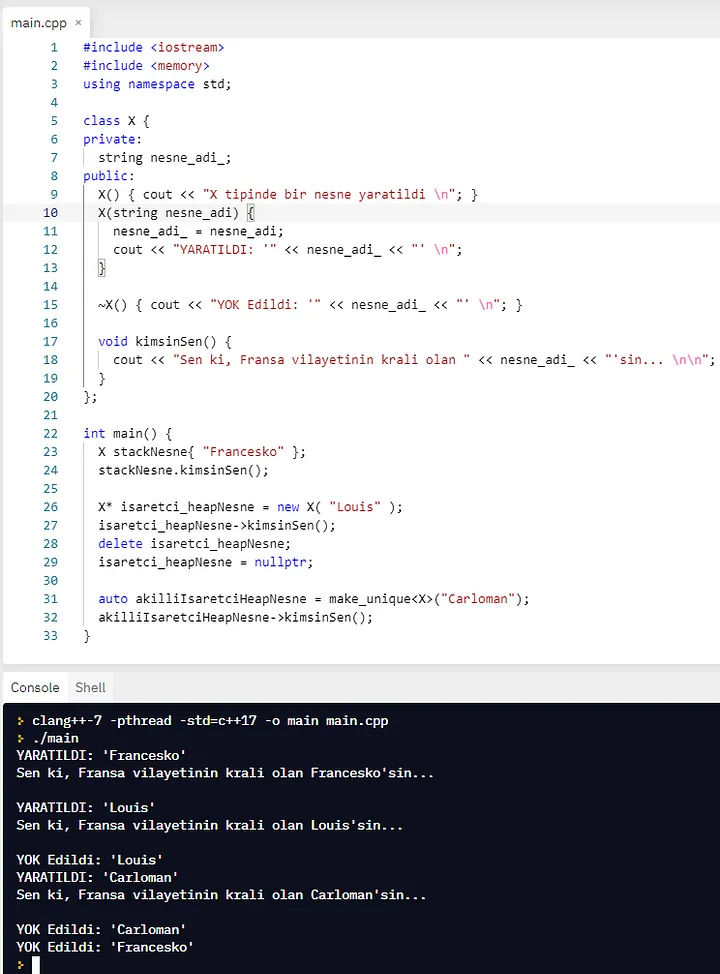 main.cpp ×
1 #include <iostream>
2 #include <memory>
3 using namespace std;
4
5 class X {
6 private:
7   string nesne_adi_;
8 public:
9   X() { cout << "X tipinde bir nesne yaratildi \n"; }
10   X(string nesne_adi) {
11     nesne_adi_ = nesne_adi;
12     cout << "YARATILDI: '" << nesne_adi_ << "' \n";
13   }
14
15   ~X() { cout << "YOK Edildi: '" << nesne_adi_ << "' \n"; }
16
17   void kimsinSen() {
18     cout << "Sen ki, Fransa vilayetinin krali olan " << nesne_adi_ << "'sin... \n\n";
19   }
20 };
21
22 int main() {
23   X stackNesne{ "Francesko" };
24   stackNesne.kimsinSen();
25
26   X* isaretci_heapNesne = new X( "Louis" );
27   isaretci_heapNesne->kimsinSen();
28   delete isaretci_heapNesne;
29   isaretci_heapNesne = nullptr;
30
31   auto akilliIsaretciHeapNesne = make_unique<X>("Carloman");
32   akilliIsaretciHeapNesne->kimsinSen();
33 }
Console Shell
> clang++-7 -pthread -std=c++17 -o main main.cpp
> ./main
YARATILDI: 'Francesko'
Sen ki, Fransa vilayetinin krali olan Francesko'sin...

YARATILDI: 'Louis'
Sen ki, Fransa vilayetinin krali olan Louis'sin...

YOK Edildi: 'Louis'
YARATILDI: 'Carloman'
Sen ki, Fransa vilayetinin krali olan Carloman'sin...

YOK Edildi: 'Carloman'
YOK Edildi: 'Francesko'
>